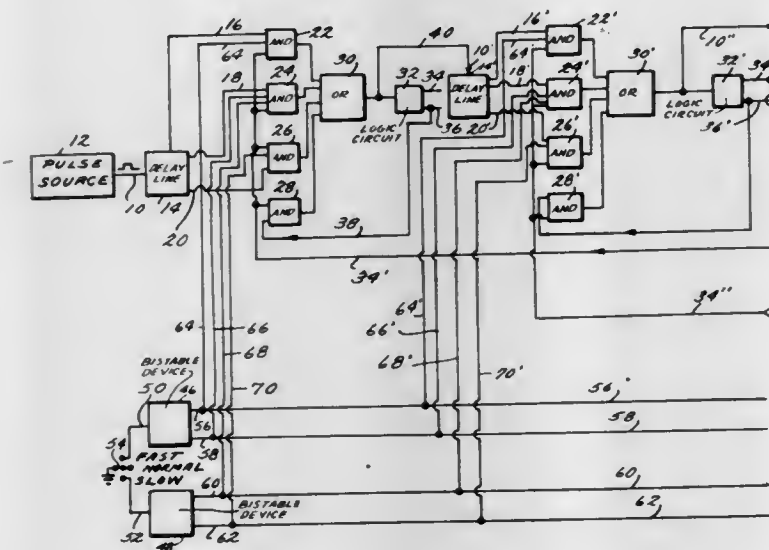 16
64
AND
22
18
24
AND
30
OR
26
AND
28
AND
12
PULSE
SOURCE
10
DELAY
LINE
14
20
40
32
34
LOGIC
CIRCUIT
36
38
34'
16'
64'
10'
14'
18'
DELAY
LINE
20'
AND
22'
24'
AND
30'
OR
26'
AND
28'
AND
10"
32'
34"
LOGIC
CIRCUIT
36'
34"
64
66
68
70
64'
66'
68'
70'
BISTABLE
DEVICE
50
46
56
58
54
FAST
NORMAL
SLOW
60
BISTABLE
DEVICE
52
48
62
56
58
60
62